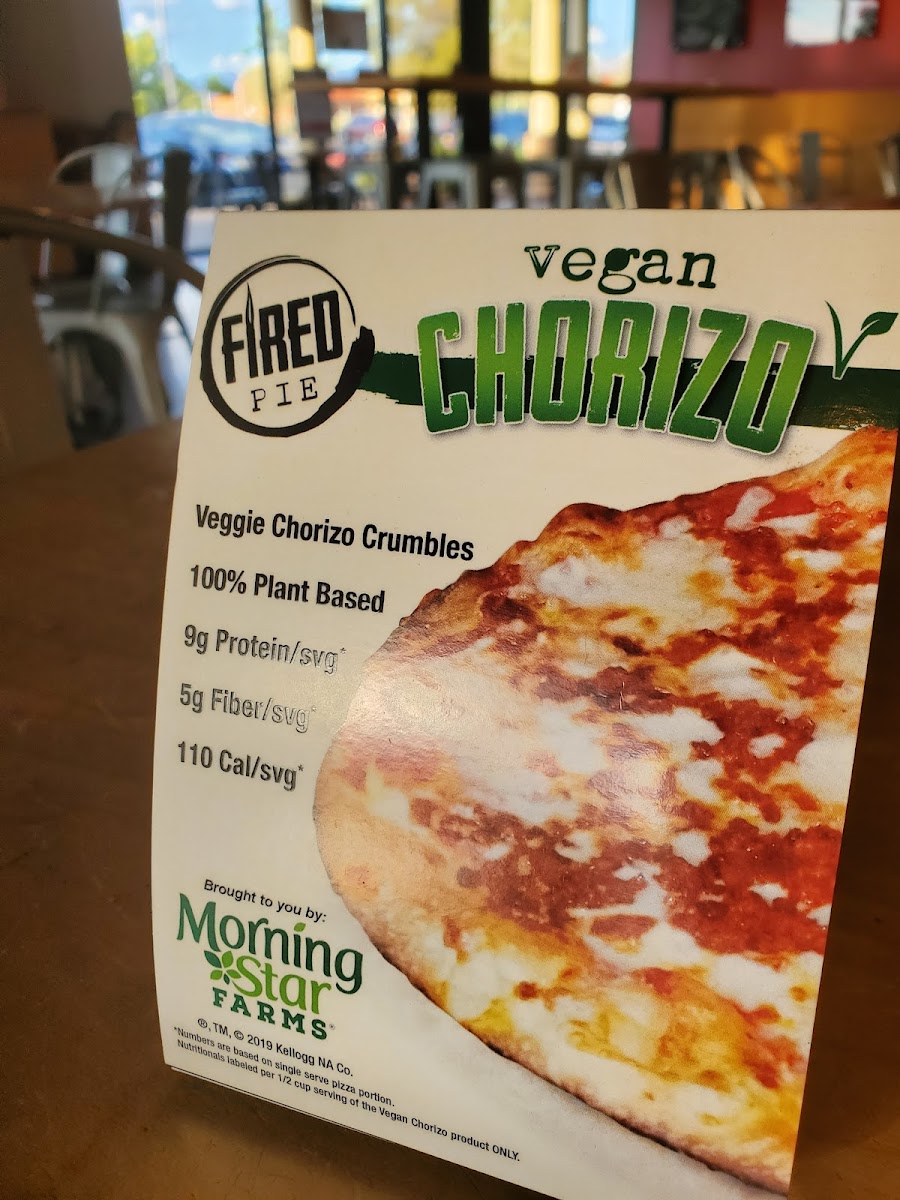 FIRED
PIE
vegan
CHORIZO
Veggie Chorizo Crumbles
100% Plant Based
9g Protein/svg*
5g Fiber/svg*
110 Cal/svg*
Brought to you by:
Morning
Star
FARMS®
®, TM, © 2019 Kellogg NA Co.
*Numbers are based on single serve pizza portion.
Nutritionals labeled per 1/2 cup serving of the Vegan Chorizo product ONLY.